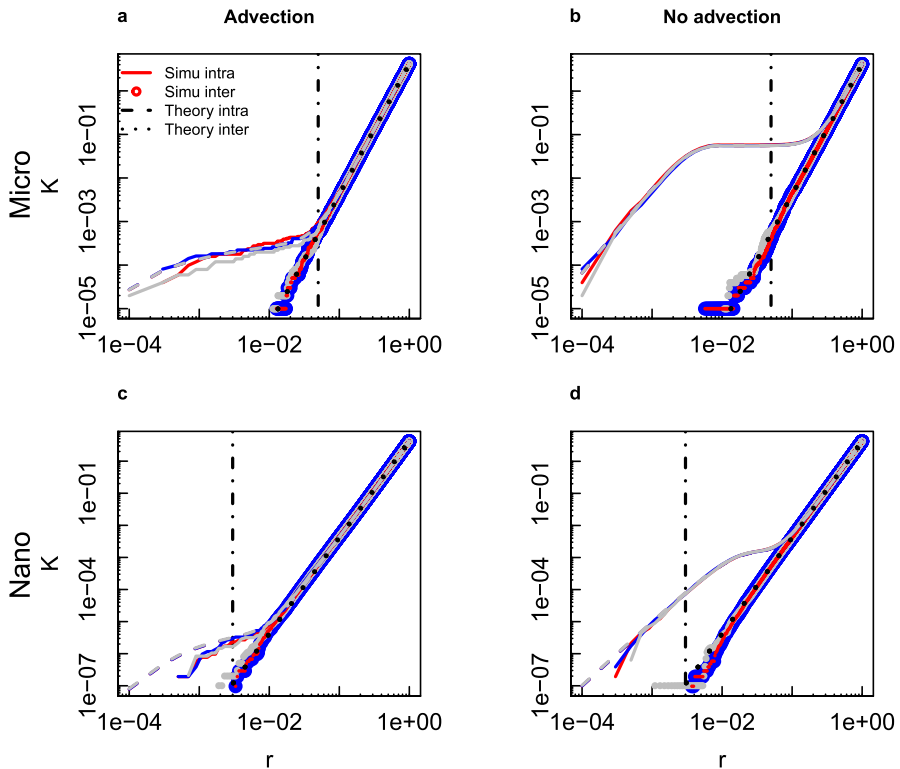 a Advection
b No advection
Simu intra
Simu inter
Theory intra
Theory inter
Micro
K
1e-01
1e-03
1e-05
1e-04 1e-02 1e+00
1e-01
1e-03
1e-05
1e-04 1e-02 1e+00
c
d
Nano
K
1e-01
1e-04
1e-07
1e-04 1e-02 1e+00
r
1e-01
1e-04
1e-07
1e-04 1e-02 1e+00
r